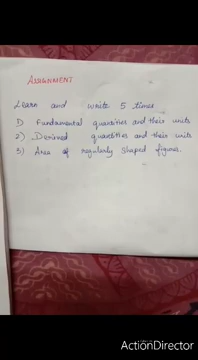 ASSIGNMENT
Learn and write 5 times
1) Fundamental quantities and their units
2) Derived quantities and their units
3) Area of regularly shaped figures.
ActionDirector